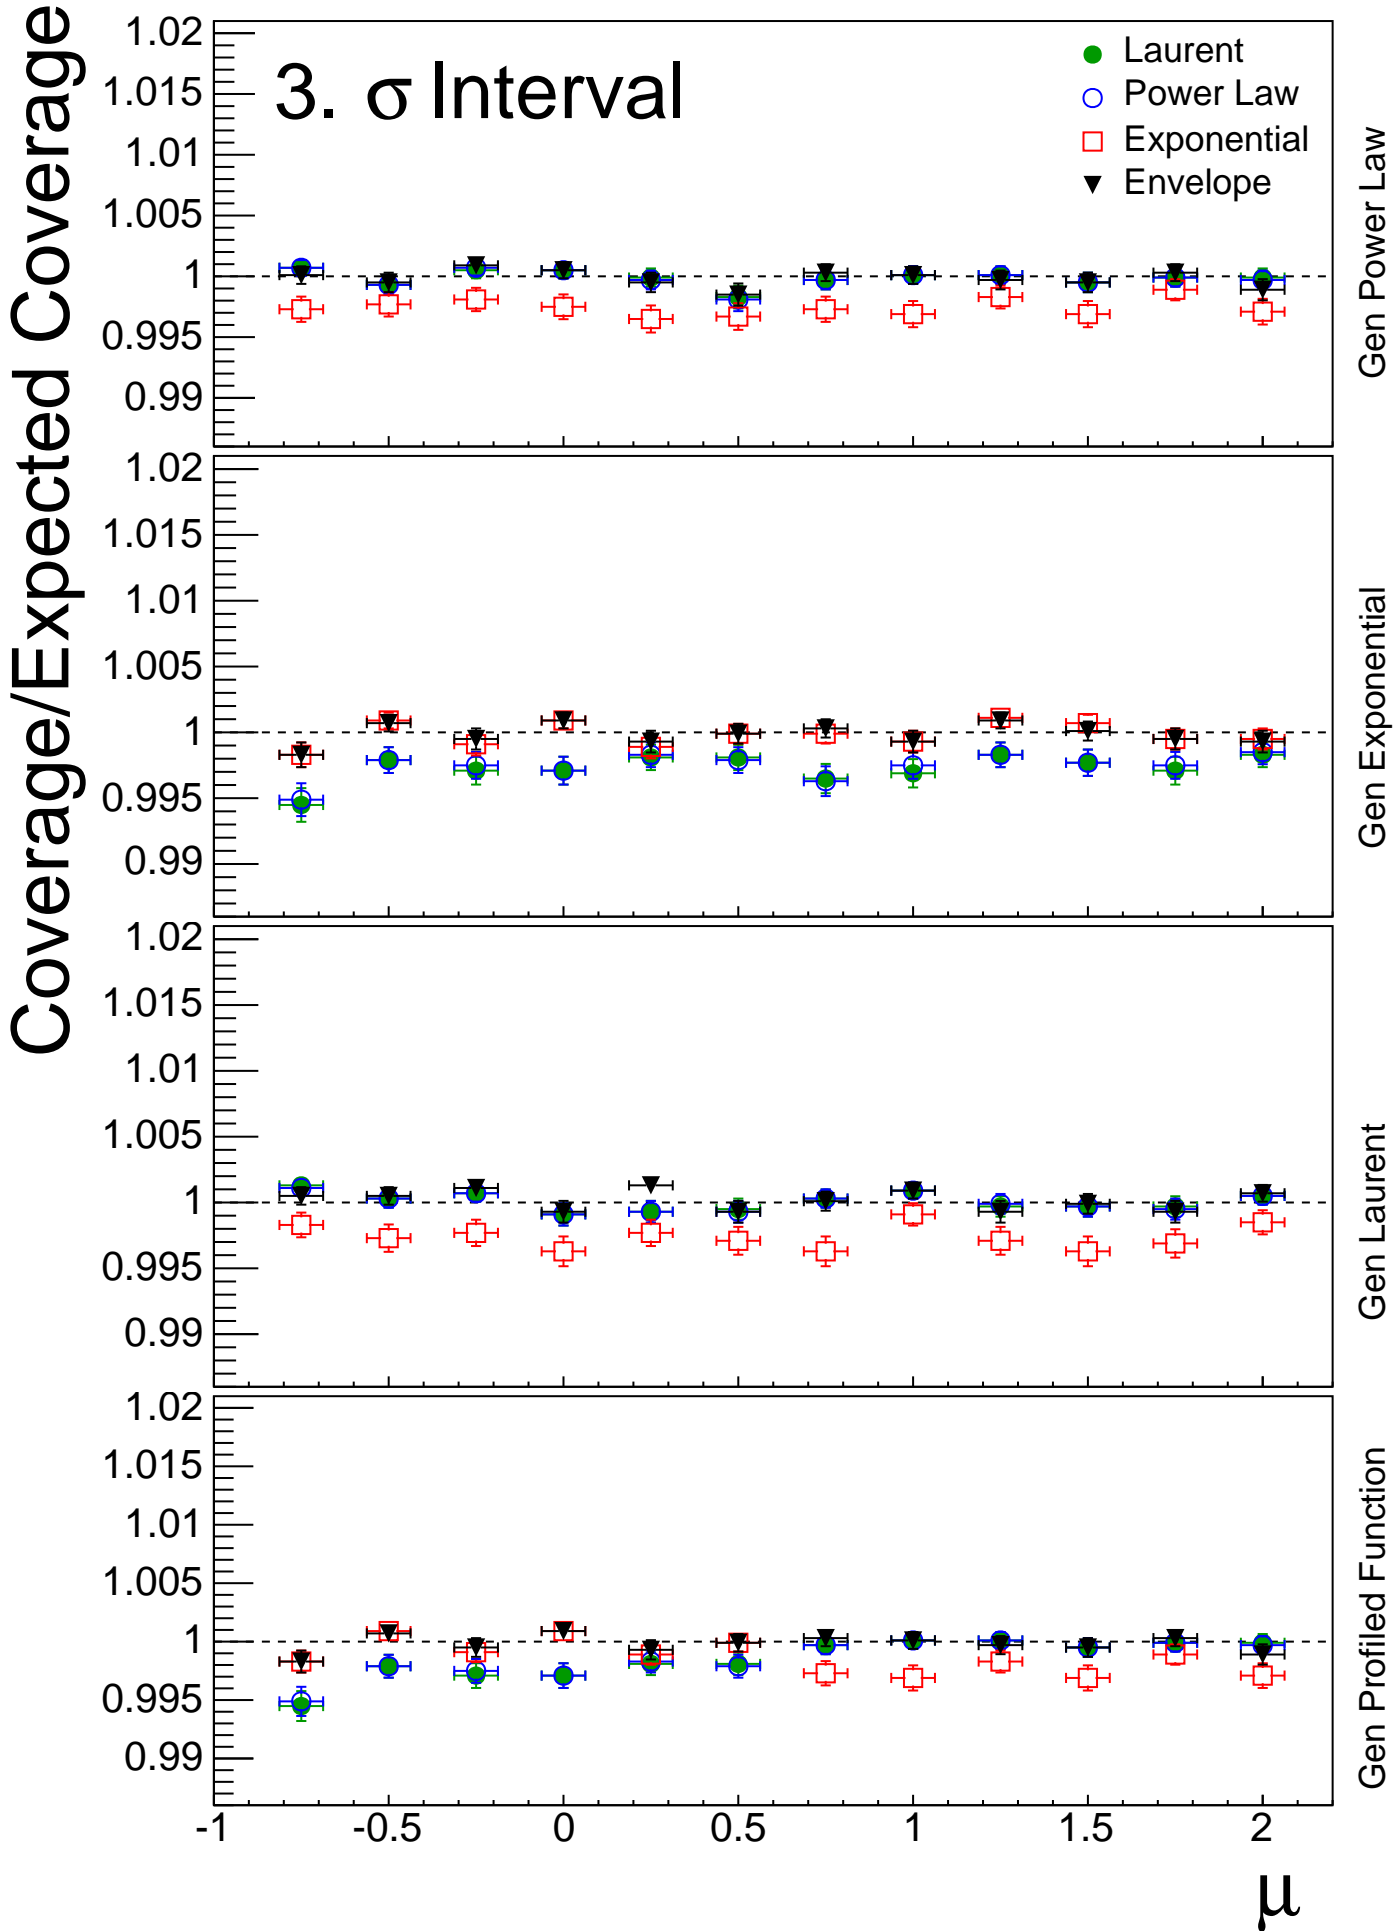 Coverage/Expected Coverage
3. σ Interval
Laurent
Power Law
Exponential
Envelope
1.02
1.015
1.01
1.005
1
0.995
0.99
Gen Power Law
1.02
1.015
1.01
1.005
1
0.995
0.99
Gen Exponential
1.02
1.015
1.01
1.005
1
0.995
0.99
Gen Laurent
1.02
1.015
1.01
1.005
1
0.995
0.99
Gen Profiled Function
-1 -0.5 0 0.5 1 1.5 2
μ